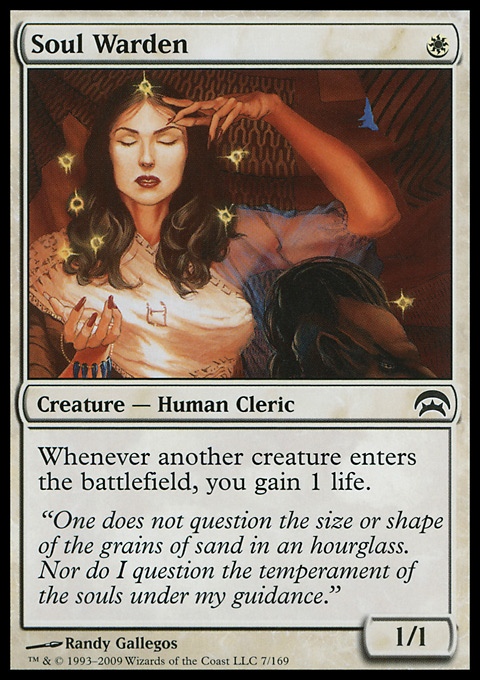 Soul Warden
Creature — Human Cleric
Whenever another creature enters
the battlefield, you gain 1 life.
“One does not question the size or shape
of the grains of sand in an hourglass.
Nor do I question the temperament of
the souls under my guidance.”
1/1
Randy Gallegos
™ & © 1993–2009 Wizards of the Coast LLC 7/169